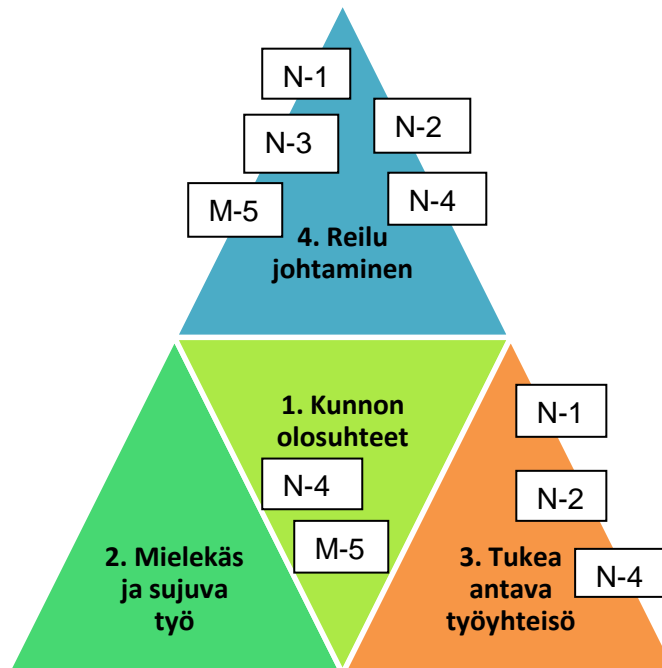 N-1
N-2
N-3
N-4
M-5
4. Reilu
johtaminen
1. Kunnon
olosuhteet
N-4
M-5
N-1
N-2
N-4
2. Mielekäs
ja sujuva
työ
3. Tukea
antava
työyhteisö